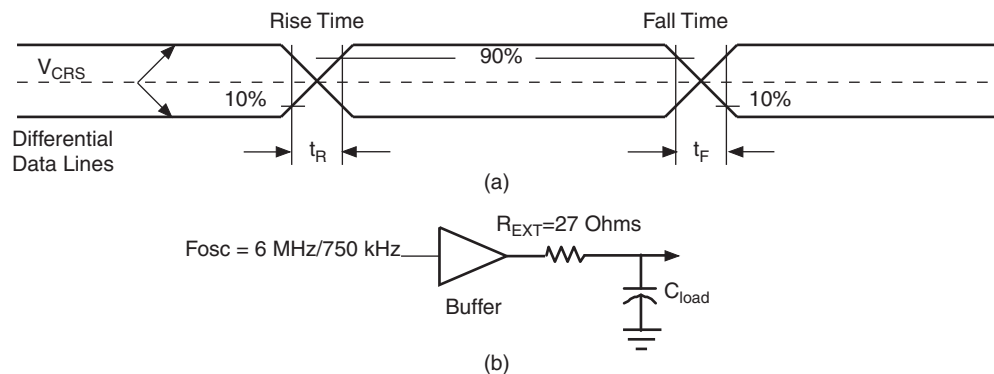 Rise Time
Fall Time
V_CRS
90%
10%
10%
Differential
Data Lines
t_R
t_F
(a)
R_EXT=27 Ohms
Fosc = 6 MHz/750 kHz
Buffer
C_load
(b)